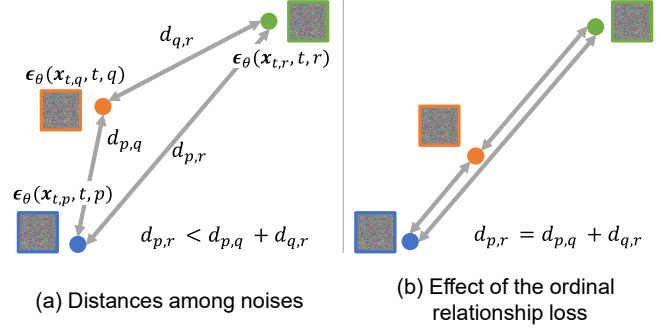 d_{q,r}
ϵ_θ(x_{t,q}, t, q)
ϵ_θ(x_{t,r}, t, r)
d_{p,q}
d_{p,r}
ϵ_θ(x_{t,p}, t, p)
d_{p,r} < d_{p,q} + d_{q,r}
(a) Distances among noises
d_{p,r} = d_{p,q} + d_{q,r}
(b) Effect of the ordinal
relationship loss